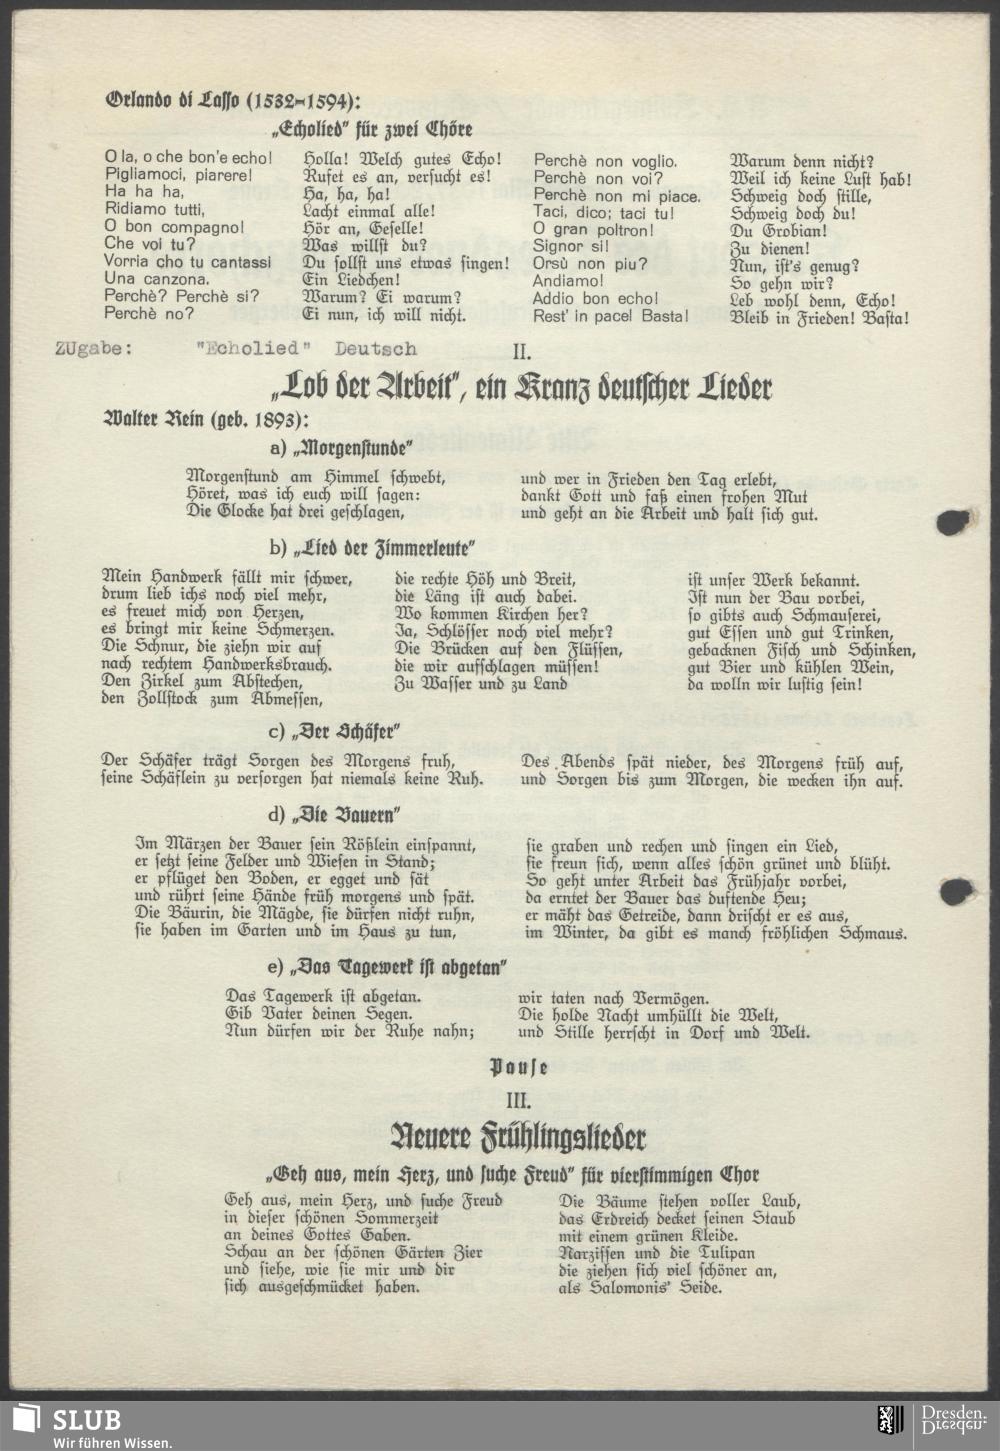 Orlando di Lasso (1532–1594):
„Echolied" für zwei Chöre
O la, o che bon'e echo!
Pigliamoci, piarere!
Ha ha ha,
Ridiamo tutti,
O bon compagno!
Che voi tu?
Vorria cho tu cantassi
Una canzona.
Perchè? Perchè si?
Perchè no?
Holla! Welch gutes Echo!
Rufet es an, versucht es!
Ha, ha, ha!
Lacht einmal alle!
Hör an, Geselle!
Was willst du?
Du sollst uns etwas singen!
Ein Liedchen!
Warum? Ei warum?
Ei nun, ich will nicht.
Perchè non voglio.
Perchè non voi?
Perchè non mi piace.
Taci, dico; taci tu!
O gran poltron!
Signor si!
Orsù non piu?
Andiamo!
Addio bon echo!
Rest' in pace! Basta!
Warum denn nicht?
Weil ich keine Lust hab!
Schweig doch stille,
Schweig doch du!
Du Grobian!
Zu dienen!
Nun, ist's genug?
So gehn wir?
Leb wohl denn, Echo!
Bleib in Frieden! Basta!
ZUgabe: "Echolied" Deutsch
II.
„Lob der Arbeit", ein Kranz deutscher Lieder
Walter Rein (geb. 1893):
a) „Morgenstunde"
Morgenstund am Himmel schwebt,
Höret, was ich euch will sagen:
Die Glocke hat drei geschlagen,
und wer in Frieden den Tag erlebt,
dankt Gott und faß einen frohen Mut
und geht an die Arbeit und halt sich gut.
b) „Lied der Zimmerleute"
Mein Handwerk fällt mir schwer,
drum lieb ichs noch viel mehr,
es freuet mich von Herzen,
es bringt mir keine Schmerzen.
Die Schnur, die ziehn wir auf
nach rechtem Handwerksbrauch.
Den Zirkel zum Abstechen,
den Zollstock zum Abmessen,
die rechte Höh und Breit,
die Läng ist auch dabei.
Wo kommen Kirchen her?
Ja, Schlösser noch viel mehr?
Die Brücken auf den Flüssen,
die wir aufschlagen müssen!
Zu Wasser und zu Land
ist unser Werk bekannt.
Ist nun der Bau vorbei,
so gibts auch Schmauserei,
gut Essen und gut Trinken,
gebacknen Fisch und Schinken,
gut Bier und kühlen Wein,
da wolln wir lustig sein!
c) „Der Schäfer"
Der Schäfer trägt Sorgen des Morgens fruh,
seine Schäflein zu versorgen hat niemals keine Ruh.
Des Abends spät nieder, des Morgens früh auf,
und Sorgen bis zum Morgen, die wecken ihn auf.
d) „Die Bauern"
Im Märzen der Bauer sein Rößlein einspannt,
er setzt seine Felder und Wiesen in Stand;
er pflüget den Boden, er egget und sät
und rührt seine Hände früh morgens und spät.
Die Bäurin, die Mägde, sie dürfen nicht ruhn,
sie haben im Garten und im Haus zu tun,
sie graben und rechen und singen ein Lied,
sie freun sich, wenn alles schön grünet und blüht.
So geht unter Arbeit das Frühjahr vorbei,
da erntet der Bauer das duftende Heu;
er mäht das Getreide, dann drischt er es aus,
im Winter, da gibt es manch fröhlichen Schmaus.
e) „Das Tagewerk ist abgetan"
Das Tagewerk ist abgetan.
Gib Vater deinen Segen.
Nun dürfen wir der Ruhe nahn;
wir taten nach Vermögen.
Die holde Nacht umhüllt die Welt,
und Stille herrscht in Dorf und Welt.
Pause
III.
Neuere Frühlingslieder
„Geh aus, mein Herz, und suche Freud" für vierstimmigen Chor
Geh aus, mein Herz, und suche Freud
in dieser schönen Sommerzeit
an deines Gottes Gaben.
Schau an der schönen Gärten Zier
und siehe, wie sie mir und dir
sich ausgeschmücket haben.
Die Bäume stehen voller Laub,
das Erdreich decket seinen Staub
mit einem grünen Kleide.
Narzissen und die Tulipan
die ziehen sich viel schöner an,
als Salomonis' Seide.
SLUB
Wir führen Wissen.
Dresden.
Dresden.